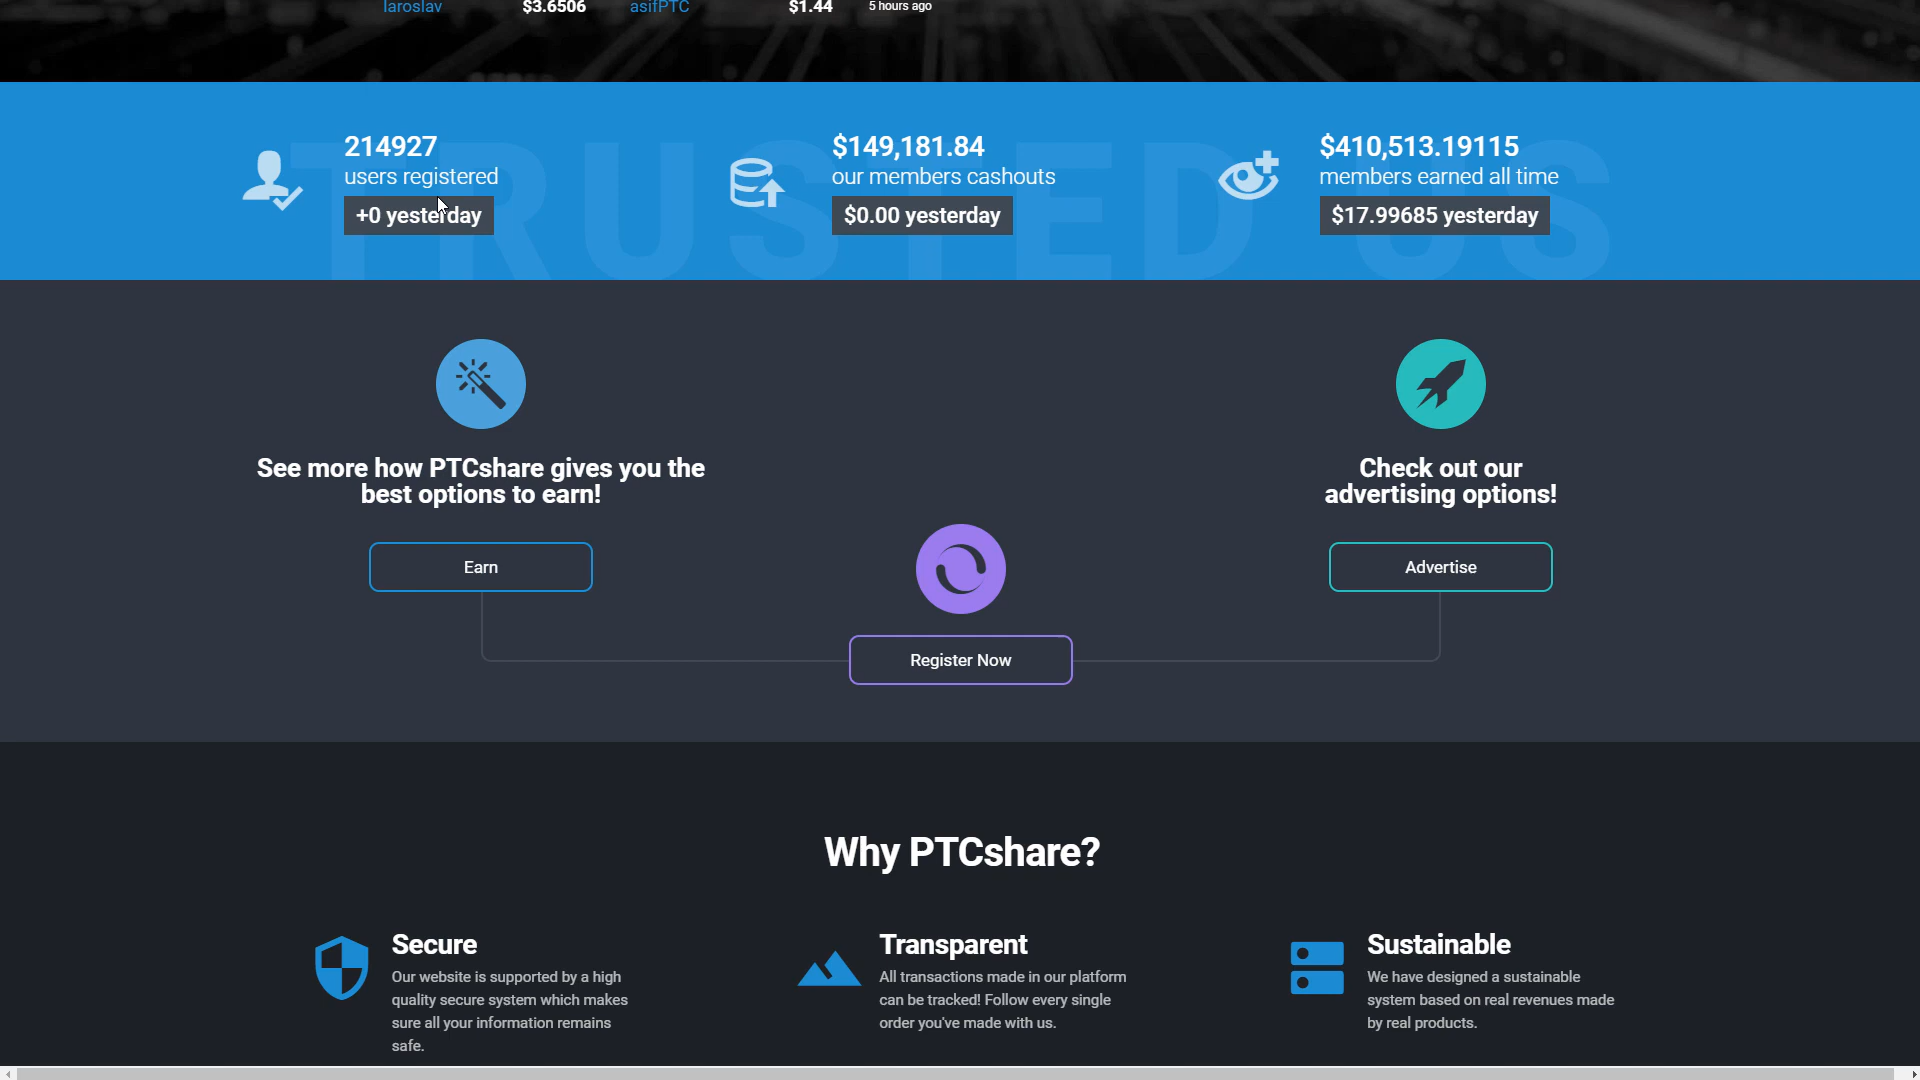 Iaroslav $3.6506 asifPTC $1.44 5 hours ago
TRUSTED US
214927
users registered
+0 yesterday
$149,181.84
our members cashouts
$0.00 yesterday
$410,513.19115
members earned all time
$17.99685 yesterday
See more how PTCshare gives you the
best options to earn!
Earn
Check out our
advertising options!
Advertise
Register Now
Why PTCshare?
Secure
Our website is supported by a high
quality secure system which makes
sure all your information remains
safe.
Transparent
All transactions made in our platform
can be tracked! Follow every single
order you've made with us.
Sustainable
We have designed a sustainable
system based on real revenues made
by real products.